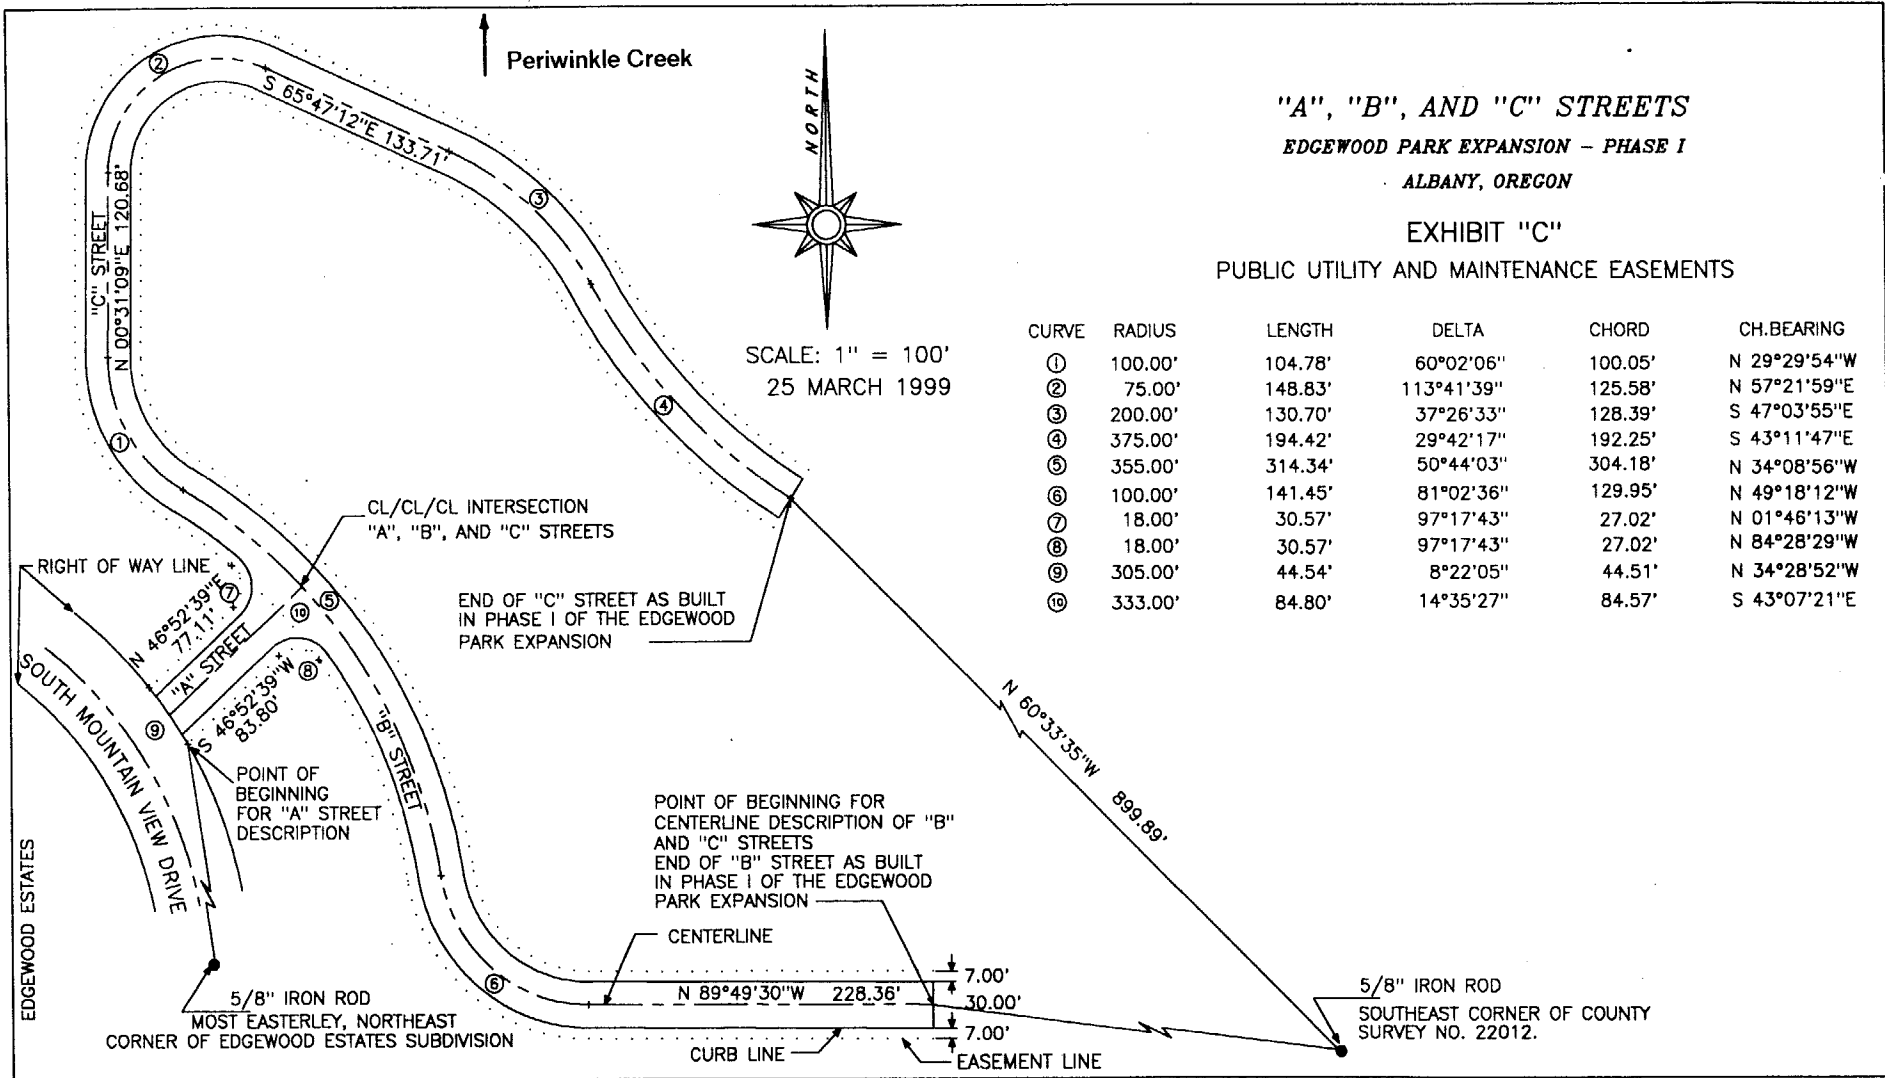 Periwinkle Creek
NORTH
"A", "B", AND "C" STREETS
EDGEWOOD PARK EXPANSION – PHASE I
ALBANY, OREGON
EXHIBIT "C"
PUBLIC UTILITY AND MAINTENANCE EASEMENTS
SCALE: 1" = 100'
25 MARCH 1999
CURVE RADIUS LENGTH DELTA CHORD CH.BEARING
① 100.00' 104.78' 60°02'06" 100.05' N 29°29'54"W
② 75.00' 148.83' 113°41'39" 125.58' N 57°21'59"E
③ 200.00' 130.70' 37°26'33" 128.39' S 47°03'55"E
④ 375.00' 194.42' 29°42'17" 192.25' S 43°11'47"E
⑤ 355.00' 314.34' 50°44'03" 304.18' N 34°08'56"W
⑥ 100.00' 141.45' 81°02'36" 129.95' N 49°18'12"W
⑦ 18.00' 30.57' 97°17'43" 27.02' N 01°46'13"W
⑧ 18.00' 30.57' 97°17'43" 27.02' N 84°28'29"W
⑨ 305.00' 44.54' 8°22'05" 44.51' N 34°28'52"W
⑩ 333.00' 84.80' 14°35'27" 84.57' S 43°07'21"E
②
S 65°47'12"E 133.71'
③
④
"C" STREET
N 00°31'09"E 120.68'
①
CL/CL/CL INTERSECTION
"A", "B", AND "C" STREETS
RIGHT OF WAY LINE
N 46°52'39"E
77.11'
⑦
⑩
⑤
"A" STREET
⑧
S 46°52'39"W
83.80'
⑨
SOUTH MOUNTAIN VIEW DRIVE
"B" STREET
END OF "C" STREET AS BUILT
IN PHASE I OF THE EDGEWOOD
PARK EXPANSION
N 60°33'35"W 899.89'
POINT OF
BEGINNING
FOR "A" STREET
DESCRIPTION
POINT OF BEGINNING FOR
CENTERLINE DESCRIPTION OF "B"
AND "C" STREETS
END OF "B" STREET AS BUILT
IN PHASE I OF THE EDGEWOOD
PARK EXPANSION
CENTERLINE
⑥
N 89°49'30"W 228.36'
7.00'
30.00'
7.00'
CURB LINE
EASEMENT LINE
EDGEWOOD ESTATES
5/8" IRON ROD
MOST EASTERLEY, NORTHEAST
CORNER OF EDGEWOOD ESTATES SUBDIVISION
5/8" IRON ROD
SOUTHEAST CORNER OF COUNTY
SURVEY NO. 22012.